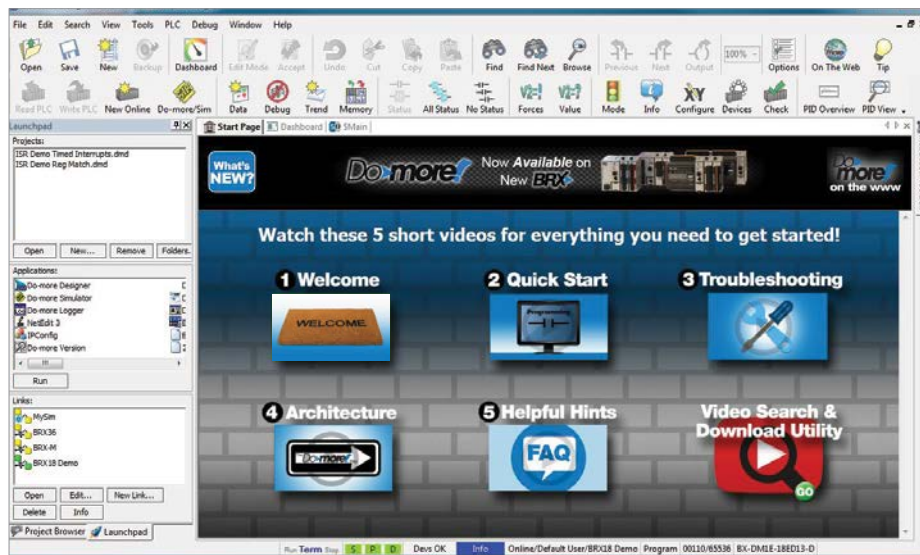 File Edit Search View Tools PLC Debug Window Help
Open Save New Backup Dashboard Edit Mode Accept Undo Cut Copy Paste Find Find Next Browse Previous Next Output 100% Options On The Web Tip
Read PLC Write PLC New Online Do-more/Sim Data Debug Trend Memory Status All Status No Status Forces Value Mode Info Configure Devices Check PID Overview PID View
Launchpad
Start Page Dashboard $Main
Projects:
ISR Demo Timed Interrupts.dmd
ISR Demo Reg Match.dmd
Open New... Remove Folders.
Applications:
Do-more Designer
Do-more Simulator
Do-more Logger
NetEdit 3
IPConfig
Do-more Version
Run
Links:
MySim
BRX36
BRX-M
BRX18 Demo
Open Edit... New Link...
Delete Info
Project Browser Launchpad
What's NEW?
Do-more!
Now Available on
New BRX
Do-more
on the www
Watch these 5 short videos for everything you need to get started!
1 Welcome
WELCOME
2 Quick Start
Programming
3 Troubleshooting
4 Architecture
Do-more!
5 Helpful Hints
FAQ
Video Search &
Download Utility
GO
Run Term Stop S P D Devs OK Info Online/Default User/BRX18 Demo Program 00110/65536 BX-DM1E-18ED13-D